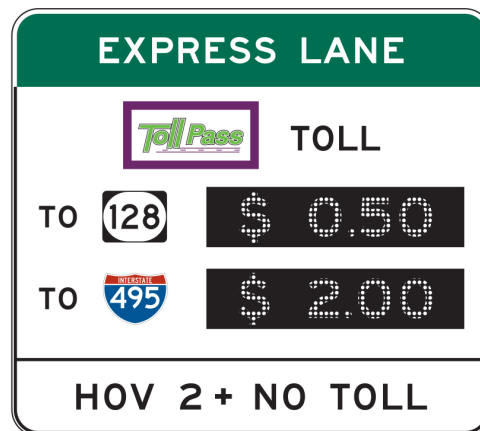 EXPRESS LANE
Toll Pass TOLL
TO 128 $ 0.50
TO INTERSTATE 495 $ 2.00
HOV 2+ NO TOLL